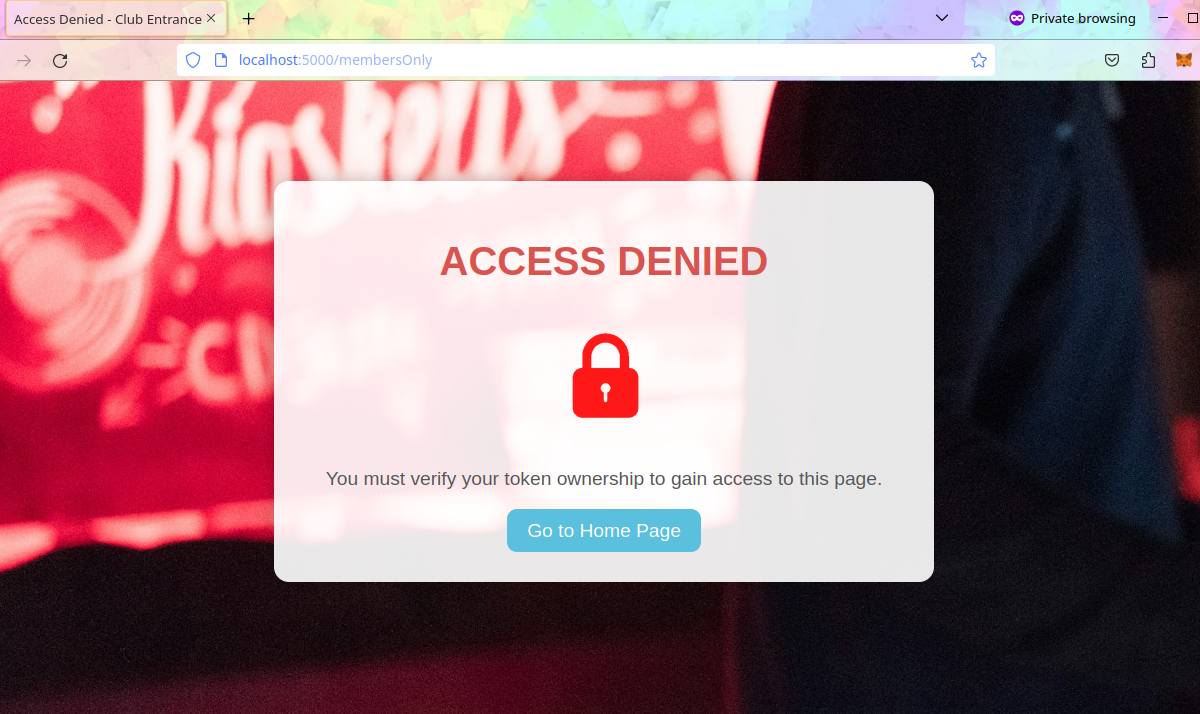 Access Denied - Club Entrance
Private browsing
localhost:5000/membersOnly
ACCESS DENIED
You must verify your token ownership to gain access to this page.
Go to Home Page